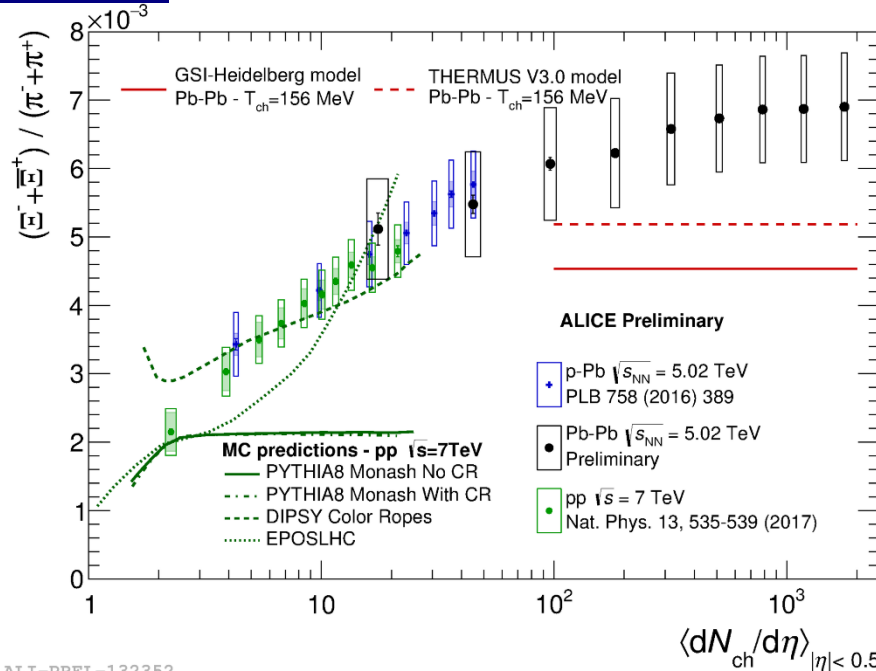 ×10⁻³
(Ξ⁻+Ξ̅⁺) / (π⁻+π⁺)
8
7
6
5
4
3
2
1
0
GSI-Heidelberg model
Pb-Pb - T_ch=156 MeV
THERMUS V3.0 model
Pb-Pb - T_ch=156 MeV
ALICE Preliminary
p-Pb √s_NN = 5.02 TeV
PLB 758 (2016) 389
Pb-Pb √s_NN = 5.02 TeV
Preliminary
pp √s = 7 TeV
Nat. Phys. 13, 535-539 (2017)
MC predictions - pp √s=7TeV
PYTHIA8 Monash No CR
PYTHIA8 Monash With CR
DIPSY Color Ropes
EPOSLHC
1
10
10²
10³
⟨dN_ch/dη⟩_|η|< 0.5
ALI-PREL-132352